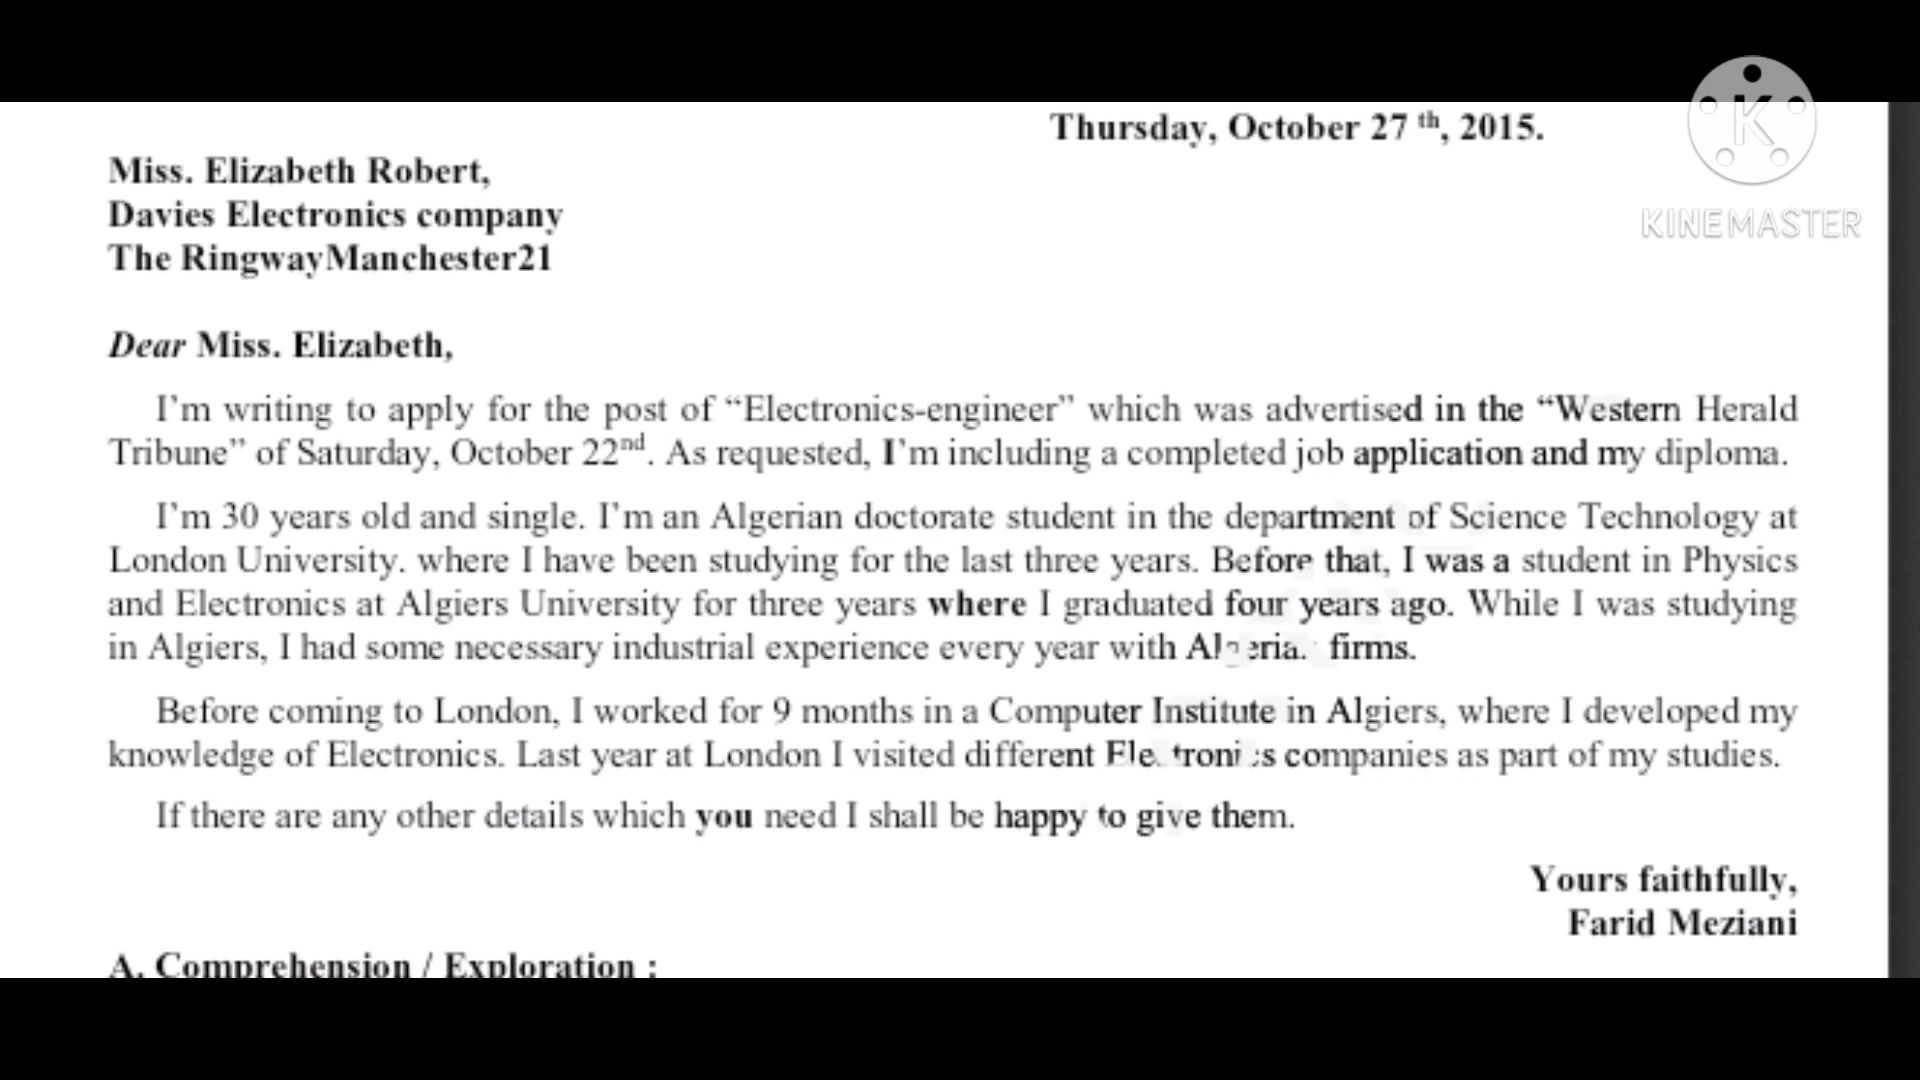 Thursday, October 27 th, 2015.
KINEMASTER
Miss. Elizabeth Robert,
Davies Electronics company
The RingwayManchester21
Dear Miss. Elizabeth,
I'm writing to apply for the post of “Electronics-engineer” which was advertised in the “Western Herald
Tribune” of Saturday, October 22nd. As requested, I'm including a completed job application and my diploma.
I'm 30 years old and single. I'm an Algerian doctorate student in the department of Science Technology at
London University. where I have been studying for the last three years. Before that, I was a student in Physics
and Electronics at Algiers University for three years where I graduated four years ago. While I was studying
in Algiers, I had some necessary industrial experience every year with Algerian firms.
Before coming to London, I worked for 9 months in a Computer Institute in Algiers, where I developed my
knowledge of Electronics. Last year at London I visited different Electronics companies as part of my studies.
If there are any other details which you need I shall be happy to give them.
Yours faithfully,
Farid Meziani
A. Comprehension / Exploration :